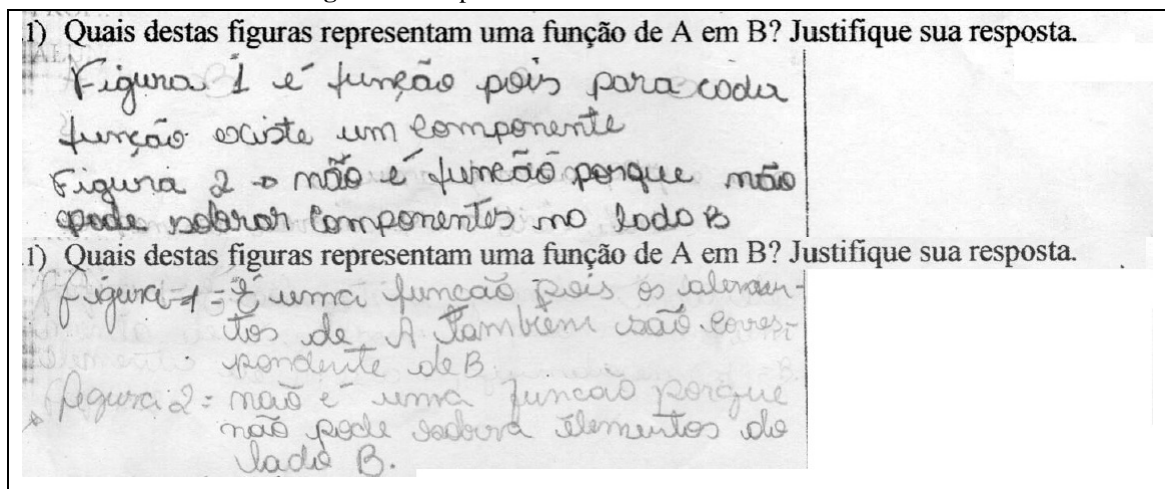 1) Quais destas figuras representam uma função de A em B? Justifique sua resposta.
Figura 1 é função pois para cada
função existe um componente
Figura 2 → não é função porque não
pode sobrar componentes no lado B
1) Quais destas figuras representam uma função de A em B? Justifique sua resposta.
Figura 1 = É uma função pois os
tos de A também são corres-
pondente de B
figura 2 = não é uma funcão porque
não pode elementos do
lado B.